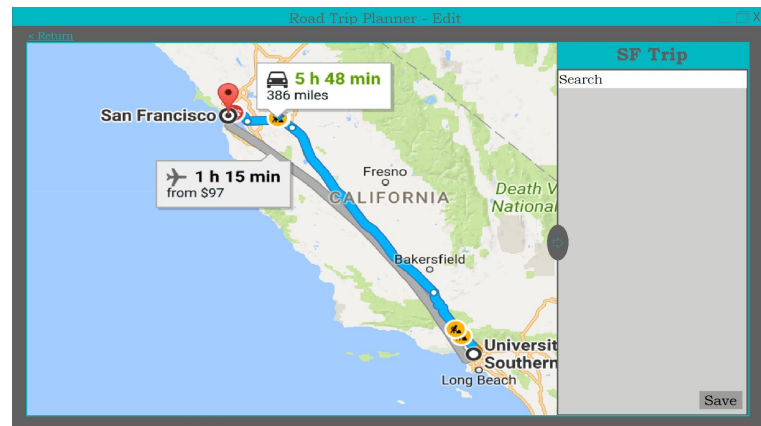 Road Trip Planner - Edit
X
< Return
SF Trip
Search
5 h 48 min
386 miles
San Francisco
1 h 15 min
from $97
Fresno
CALIFORNIA
Death V
National
Bakersfield
Universit
Southern
Long Beach
Save